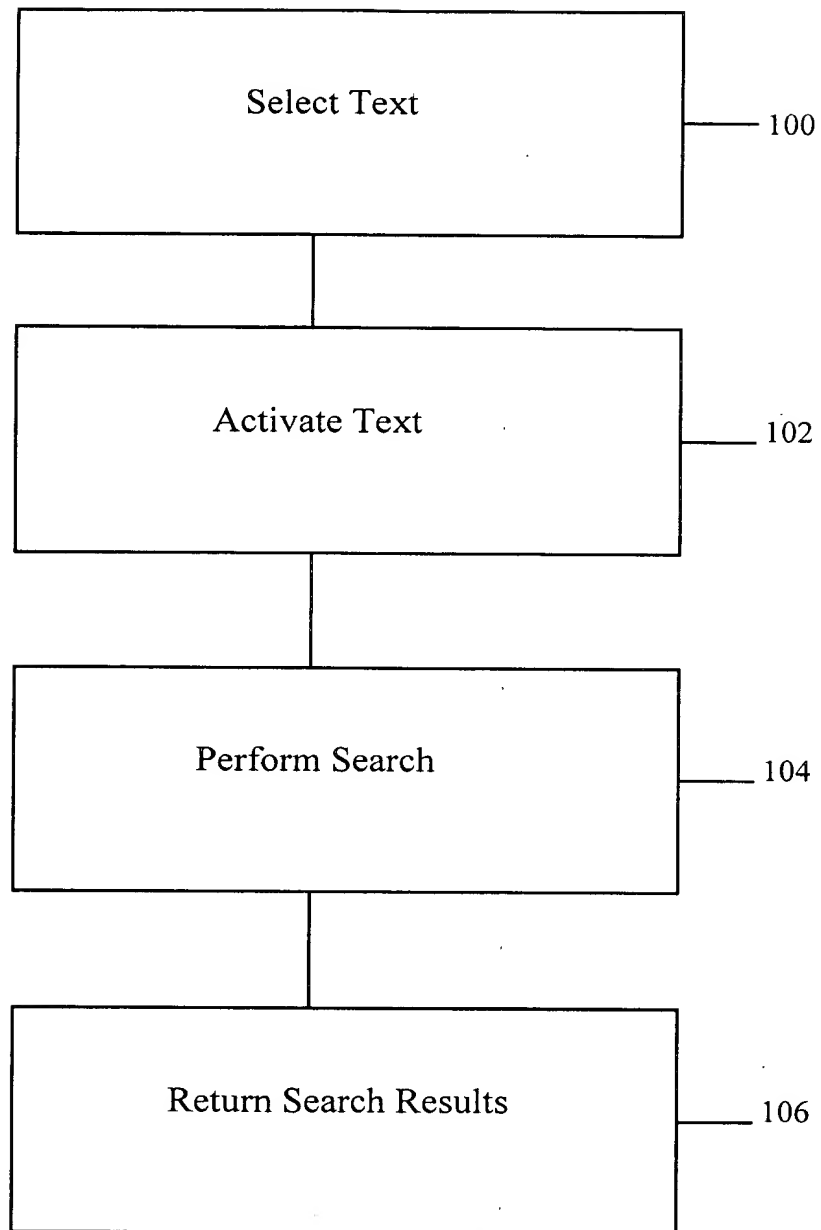 Select Text
100
Activate Text
102
Perform Search
104
Return Search Results
106